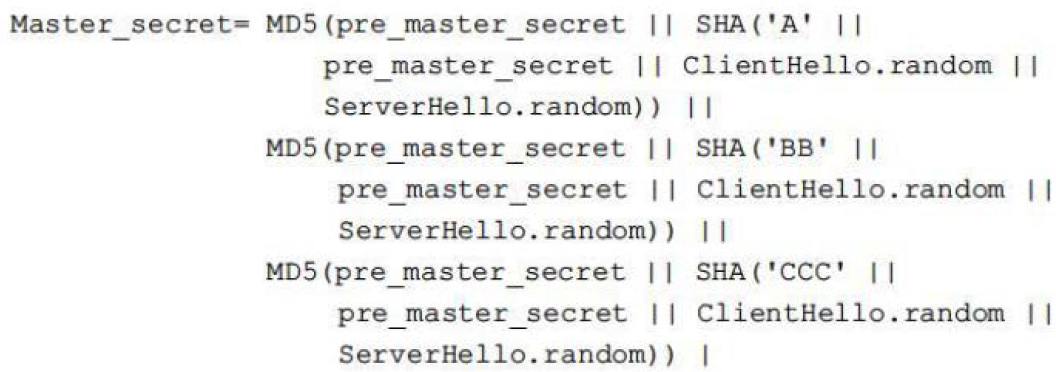 Master_secret= MD5(pre_master_secret || SHA('A' ||
pre_master_secret || ClientHello.random ||
ServerHello.random)) ||
MD5(pre_master_secret || SHA('BB' ||
pre_master_secret || ClientHello.random ||
ServerHello.random)) ||
MD5(pre_master_secret || SHA('CCC' ||
pre_master_secret || ClientHello.random ||
ServerHello.random)) |